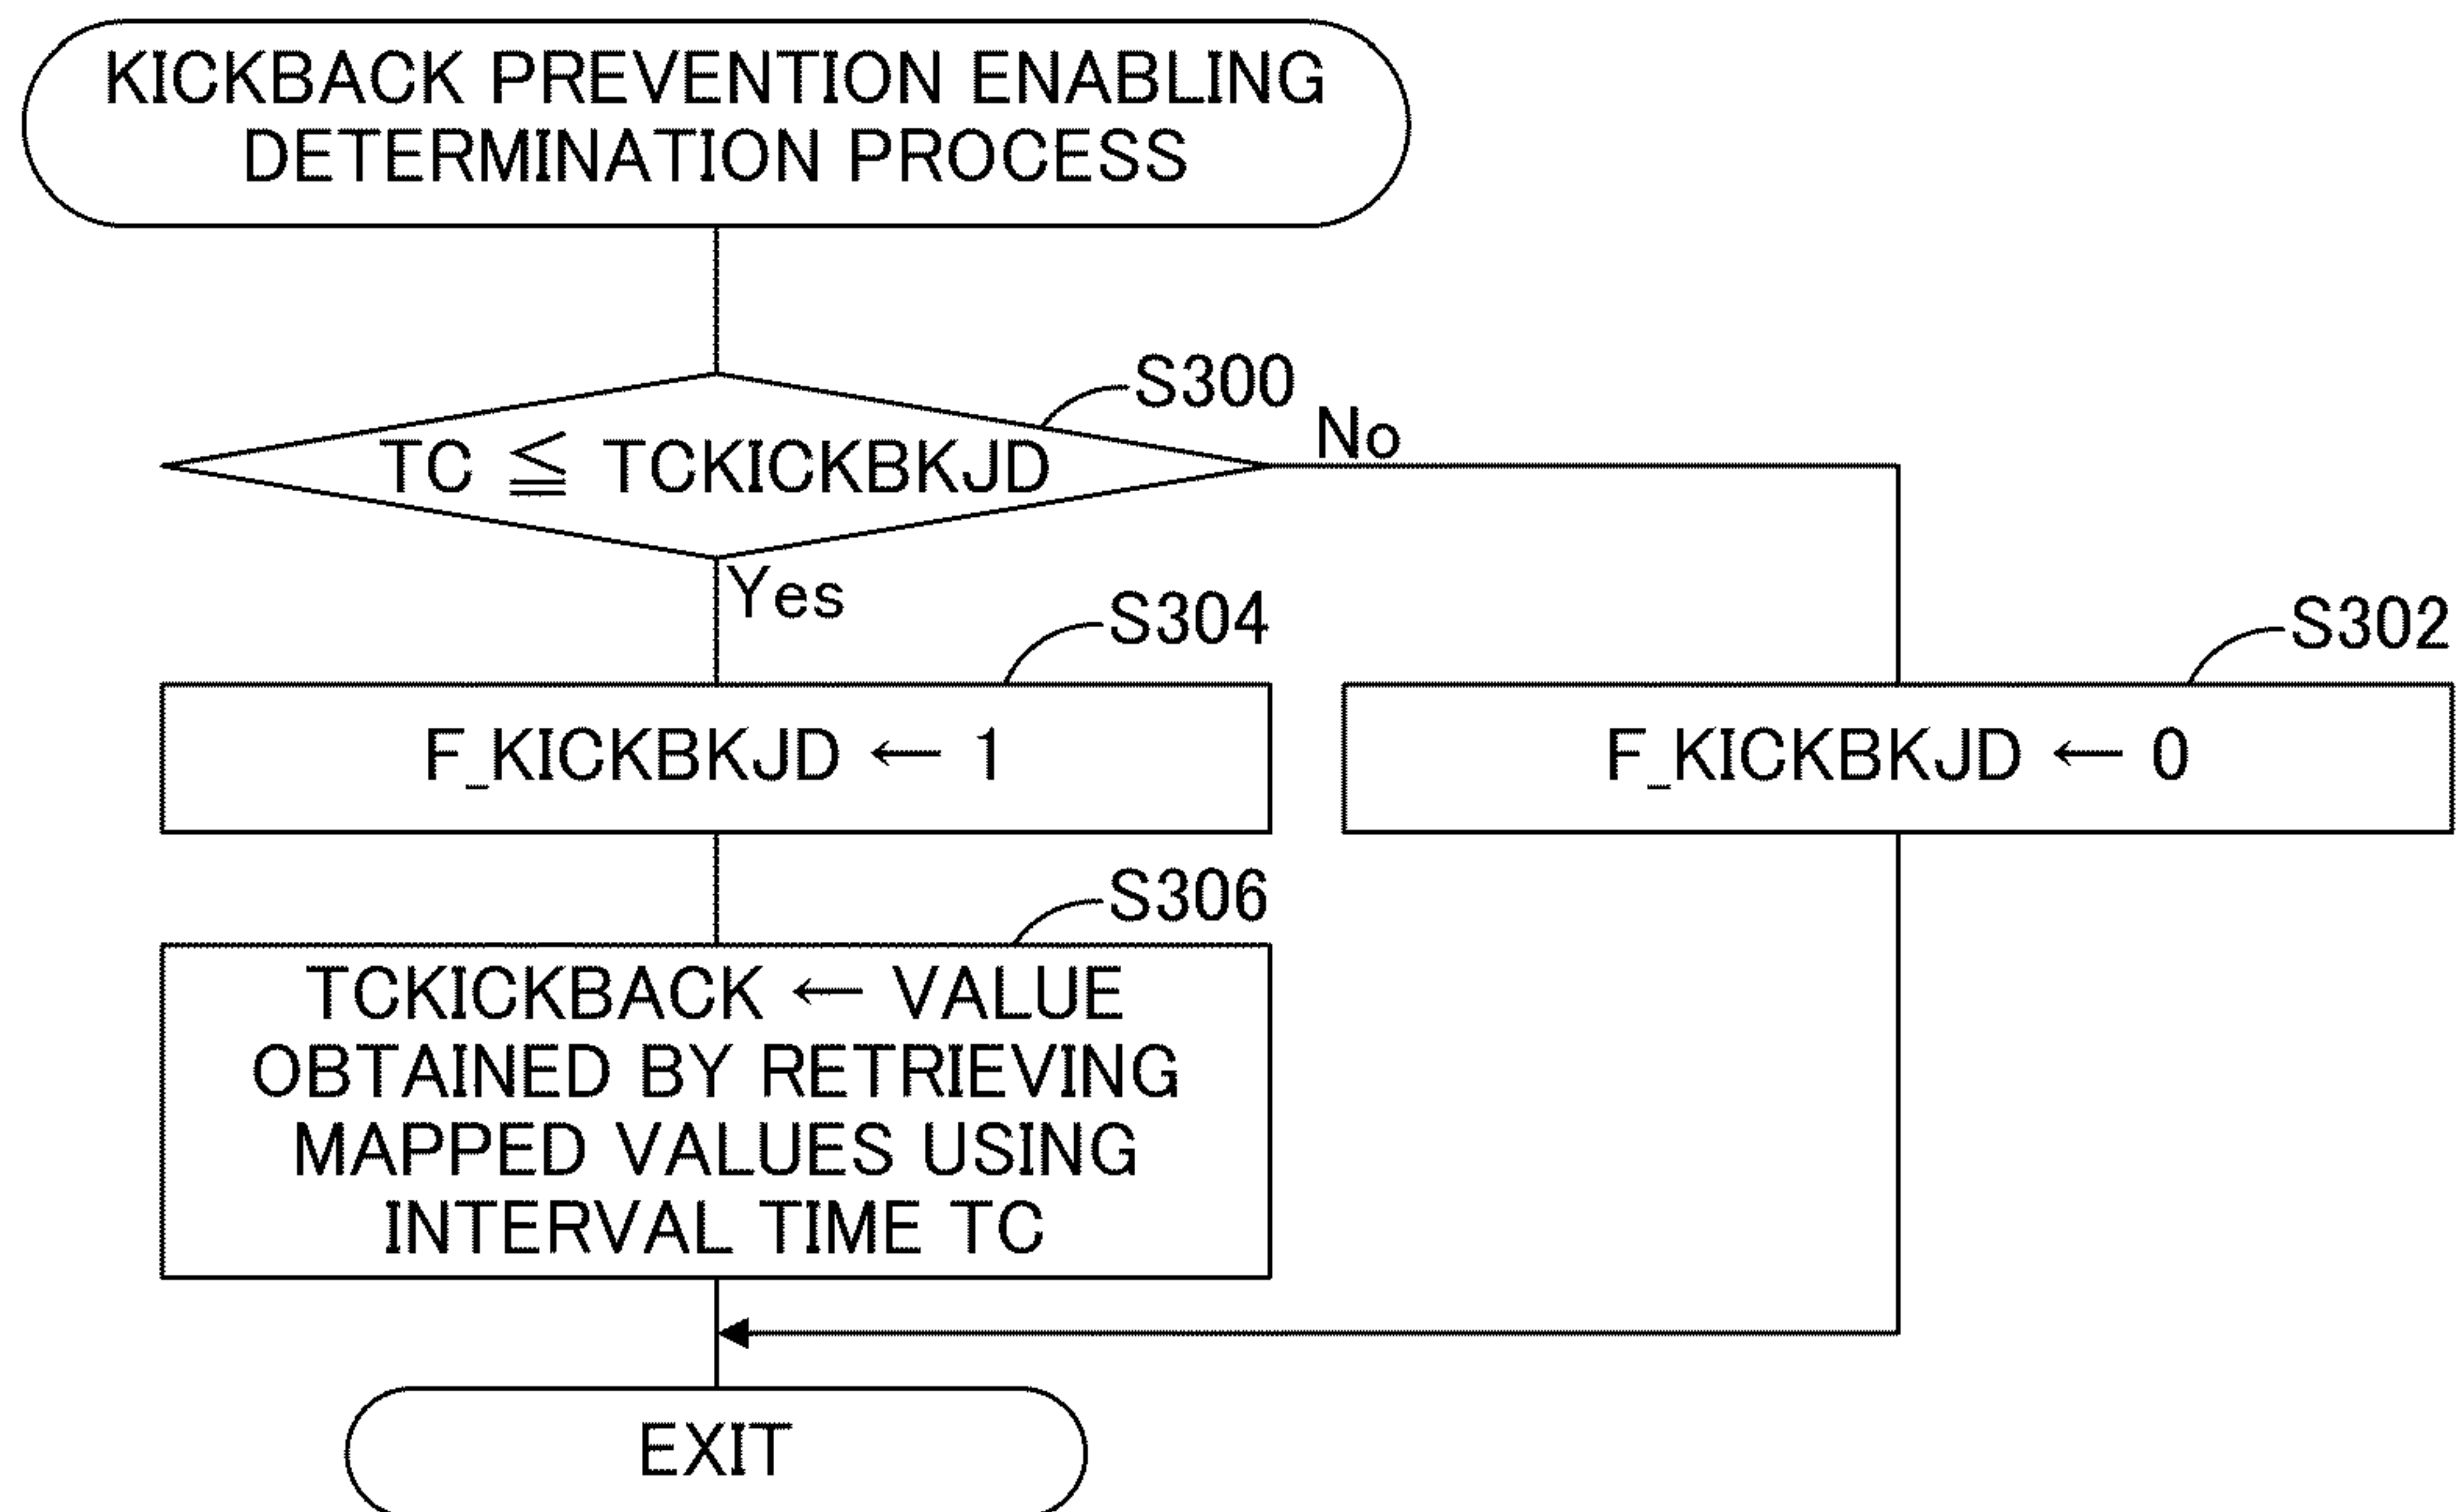 KICKBACK PREVENTION ENABLING
DETERMINATION PROCESS
S300
TC ≦ TCKICKBKJD
No
Yes
S304
S302
F_KICKBKJD ← 1
F_KICKBKJD ← 0
S306
TCKICKBACK ← VALUE
OBTAINED BY RETRIEVING
MAPPED VALUES USING
INTERVAL TIME TC
EXIT